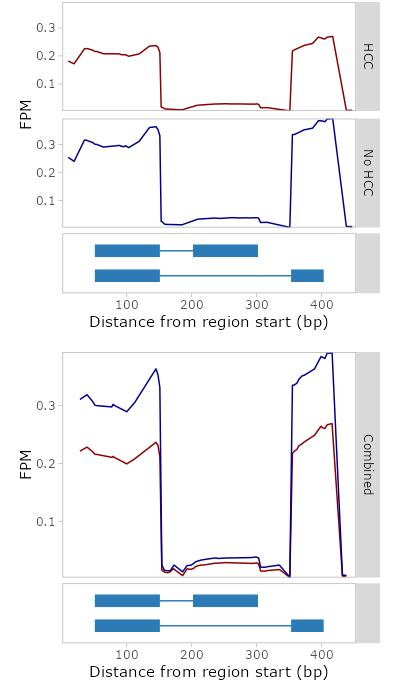 0.3
0.2
0.1
HCC
FPM
0.3
0.2
0.1
No HCC
100 200 300 400
Distance from region start (bp)
0.3
0.2
0.1
FPM
Combined
100 200 300 400
Distance from region start (bp)